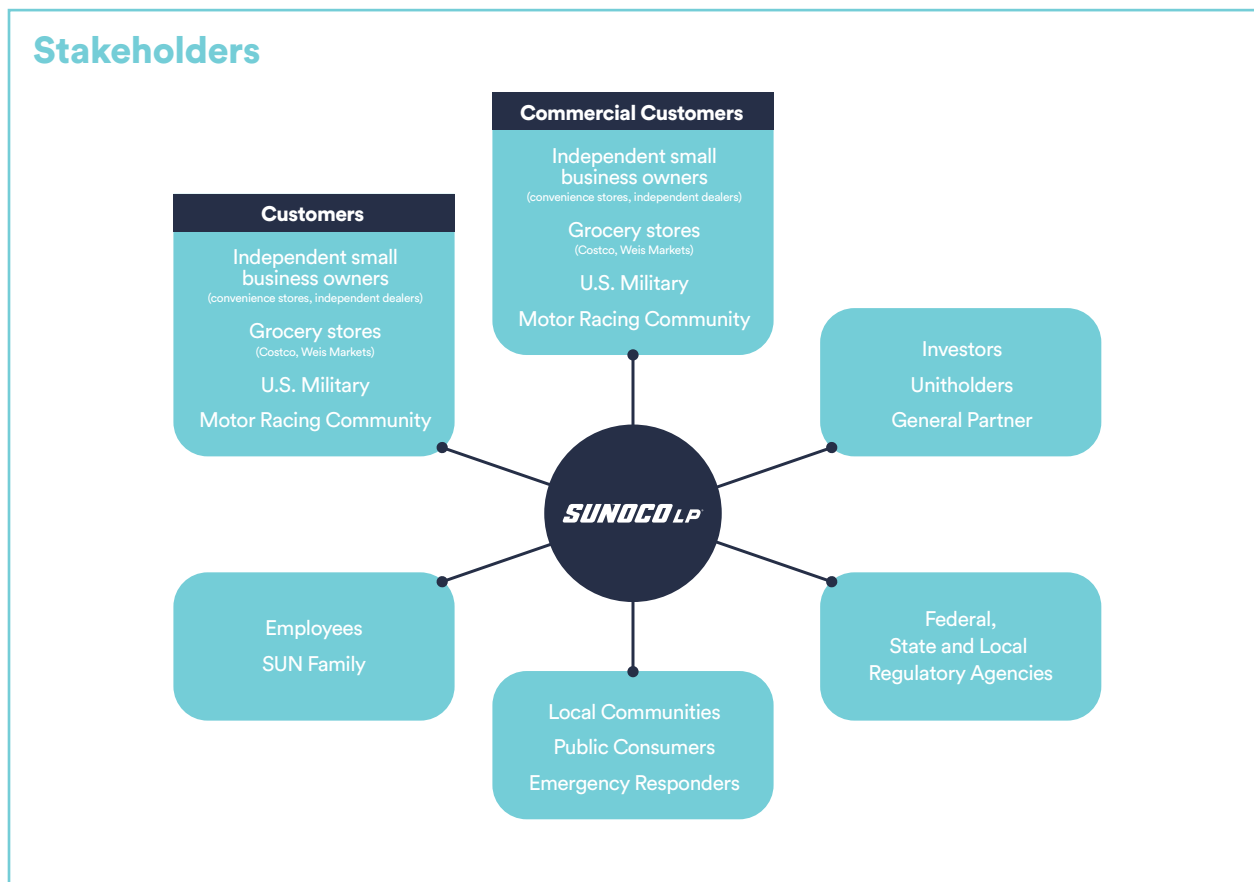 Stakeholders
Commercial Customers
Independent small
business owners
(convenience stores, independent dealers)
Grocery stores
(Costco, Weis Markets)
U.S. Military
Motor Racing Community
Customers
Independent small
business owners
(convenience stores, independent dealers)
Grocery stores
(Costco, Weis Markets)
U.S. Military
Motor Racing Community
Investors
Unitholders
General Partner
SUNOCO LP
Employees
SUN Family
Federal,
State and Local
Regulatory Agencies
Local Communities
Public Consumers
Emergency Responders